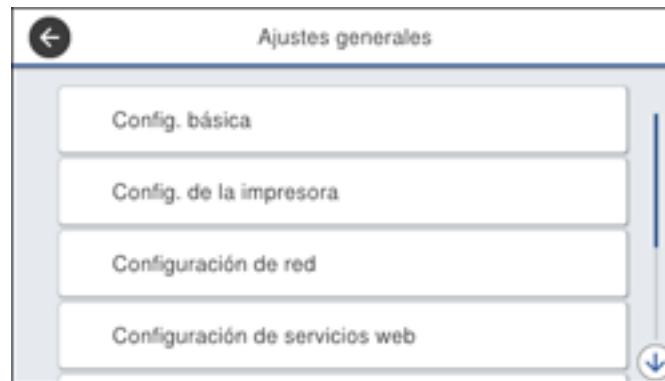 Ajustes generales
Config. básica
Config. de la impresora
Configuración de red
Configuración de servicios web